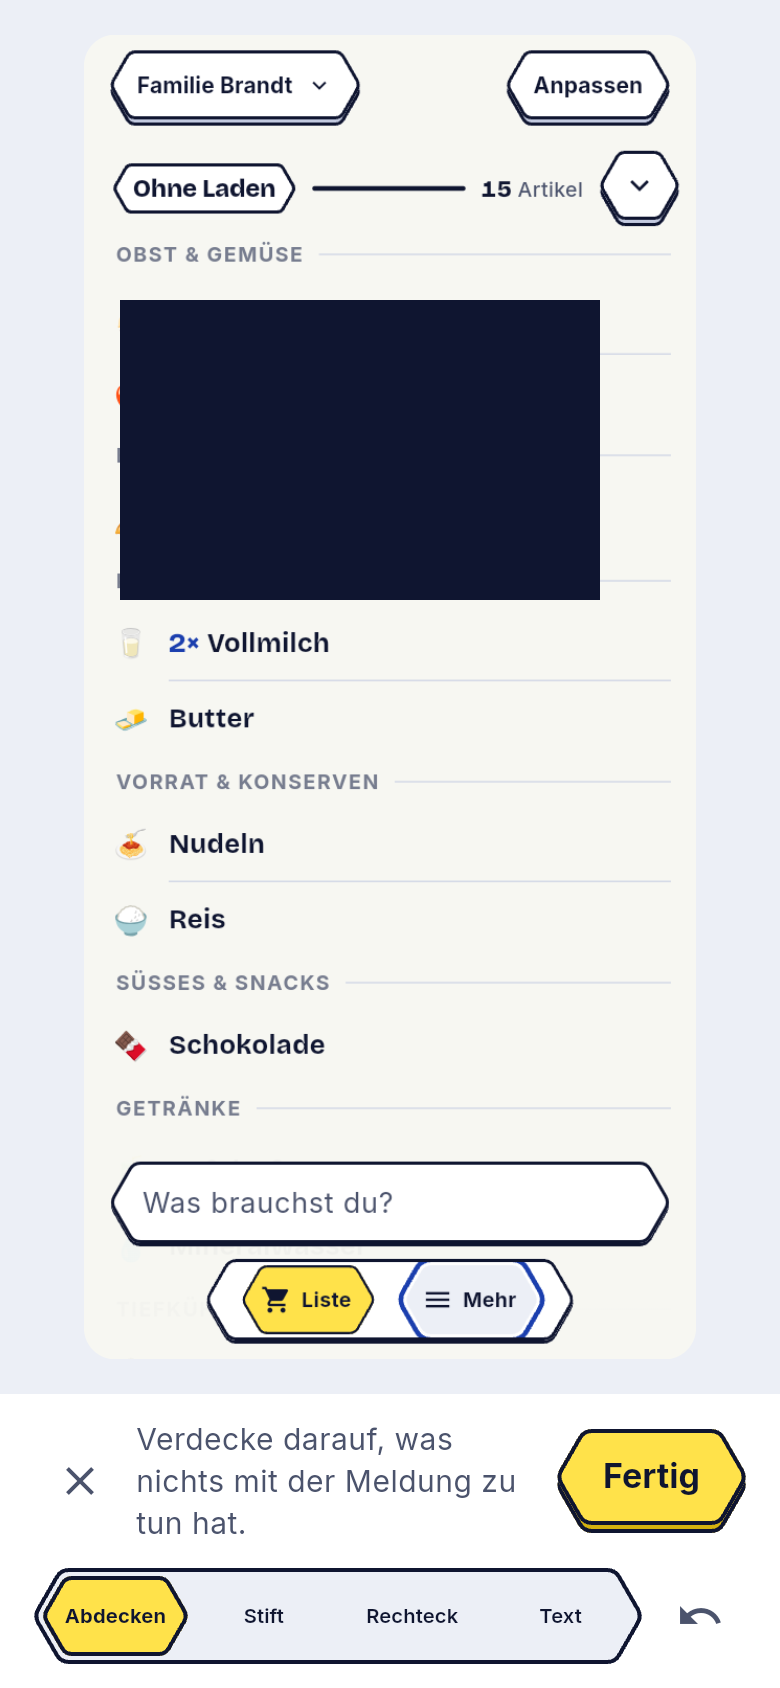 Familie Brandt
Anpassen
Ohne Laden
15 Artikel
OBST & GEMÜSE
2× Vollmilch
Butter
VORRAT & KONSERVEN
Nudeln
Reis
SÜSSES & SNACKS
Schokolade
GETRÄNKE
Was brauchst du?
Mineralwasser
Liste
Mehr
Verdecke darauf, was
nichts mit der Meldung zu
tun hat.
Fertig
Abdecken
Stift
Rechteck
Text